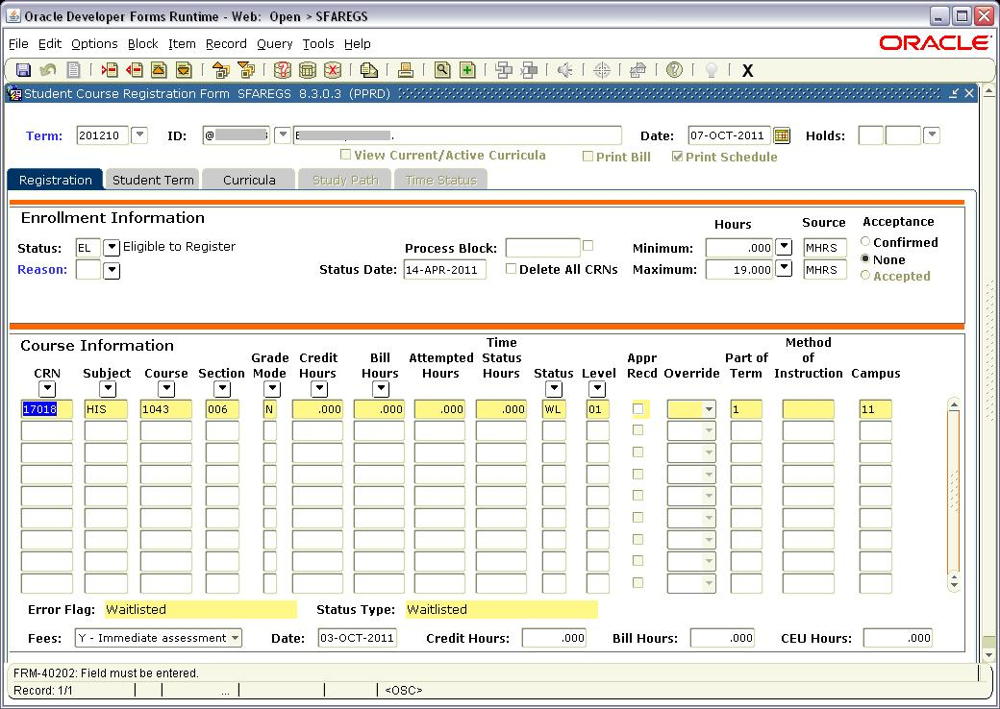 Oracle Developer Forms Runtime - Web: Open > SFAREGS
File Edit Options Block Item Record Query Tools Help
ORACLE
X
Student Course Registration Form SFAREGS 8.3.0.3 (PPRD)
Term: 201210 ID: @ Date: 07-OCT-2011 Holds:
View Current/Active Curricula Print Bill Print Schedule
Registration Student Term Curricula Study Path Time Status
Enrollment Information
Hours Source Acceptance
Status: EL Eligible to Register Process Block: Minimum: .000 MHRS Confirmed
None
Reason: Status Date: 14-APR-2011 Delete All CRNs Maximum: 19.000 MHRS
Accepted
Course Information
CRN Subject Course Section Grade Mode Credit Hours Bill Hours Attempted Hours Time Status Hours Status Level Appr Recd Override Part of Term Method of Instruction Campus
17018 HIS 1043 006 N .000 .000 .000 .000 WL 01 1 11
Error Flag: Waitlisted Status Type: Waitlisted
Fees: Y - Immediate assessment Date: 03-OCT-2011 Credit Hours: .000 Bill Hours: .000 CEU Hours: .000
FRM-40202: Field must be entered.
Record: 1/1 ... <OSC>